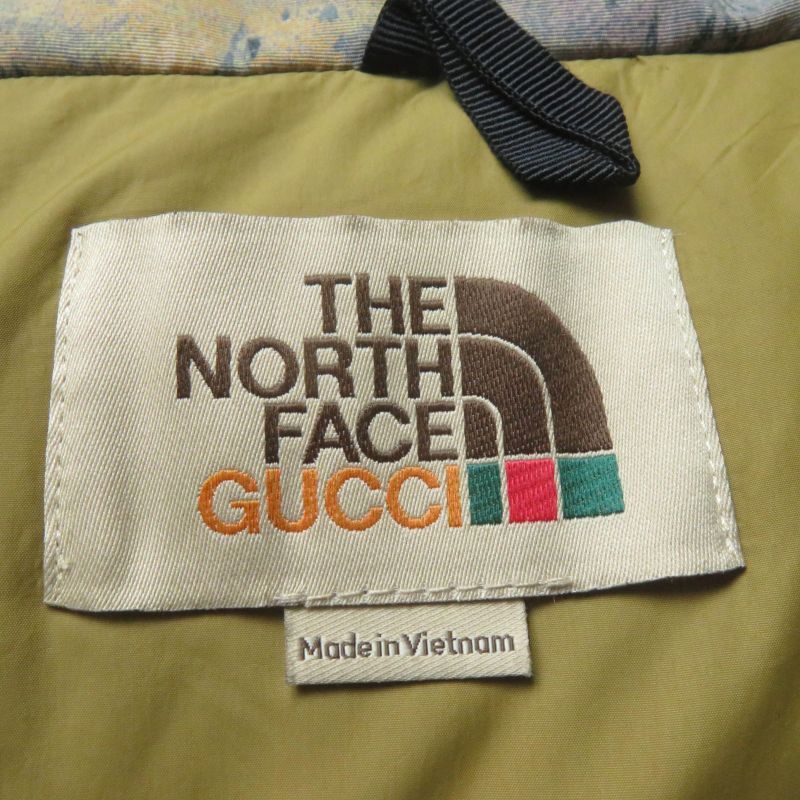 THE
NORTH
FACE
GUCCI
Made in Vietnam